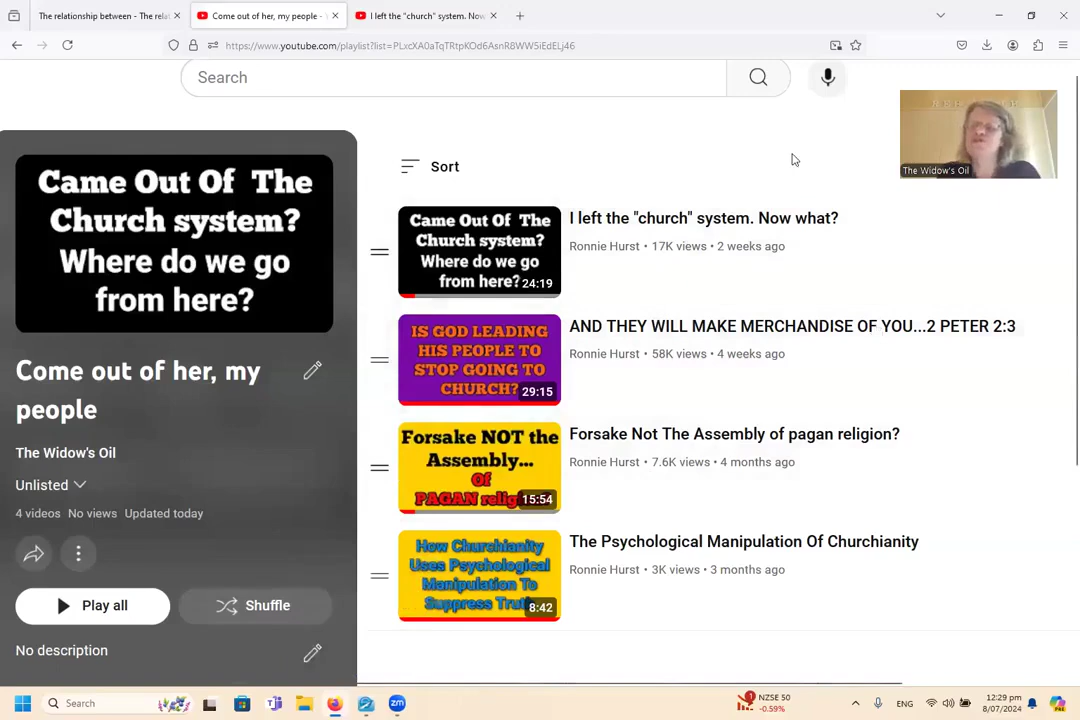 The relationship between - The rela
Come out of her, my people -
I left the "church" system. Now
https://www.youtube.com/playlist?list=PLxcXA0aTqTRtpKOd6AsnR8WW5iEdELj46
Search
The Widow's Oil
Came Out Of The
Church system?
Where do we go
from here?
Come out of her, my
people
The Widow's Oil
Unlisted
4 videos No views Updated today
Play all
Shuffle
No description
Sort
Came Out Of The
Church system?
Where do we go
from here?
24:19
I left the "church" system. Now what?
Ronnie Hurst • 17K views • 2 weeks ago
IS GOD LEADING
HIS PEOPLE TO
STOP GOING TO
CHURCH?
29:15
AND THEY WILL MAKE MERCHANDISE OF YOU...2 PETER 2:3
Ronnie Hurst • 58K views • 4 weeks ago
Forsake NOT the
Assembly...
Of
PAGAN relig
15:54
Forsake Not The Assembly of pagan religion?
Ronnie Hurst • 7.6K views • 4 months ago
How Churchianity
Uses Psychological
Manipulation To
Suppress Trut
8:42
The Psychological Manipulation Of Churchianity
Ronnie Hurst • 3K views • 3 months ago
Search
NZSE 50
-0.59%
ENG
12:29 pm
8/07/2024